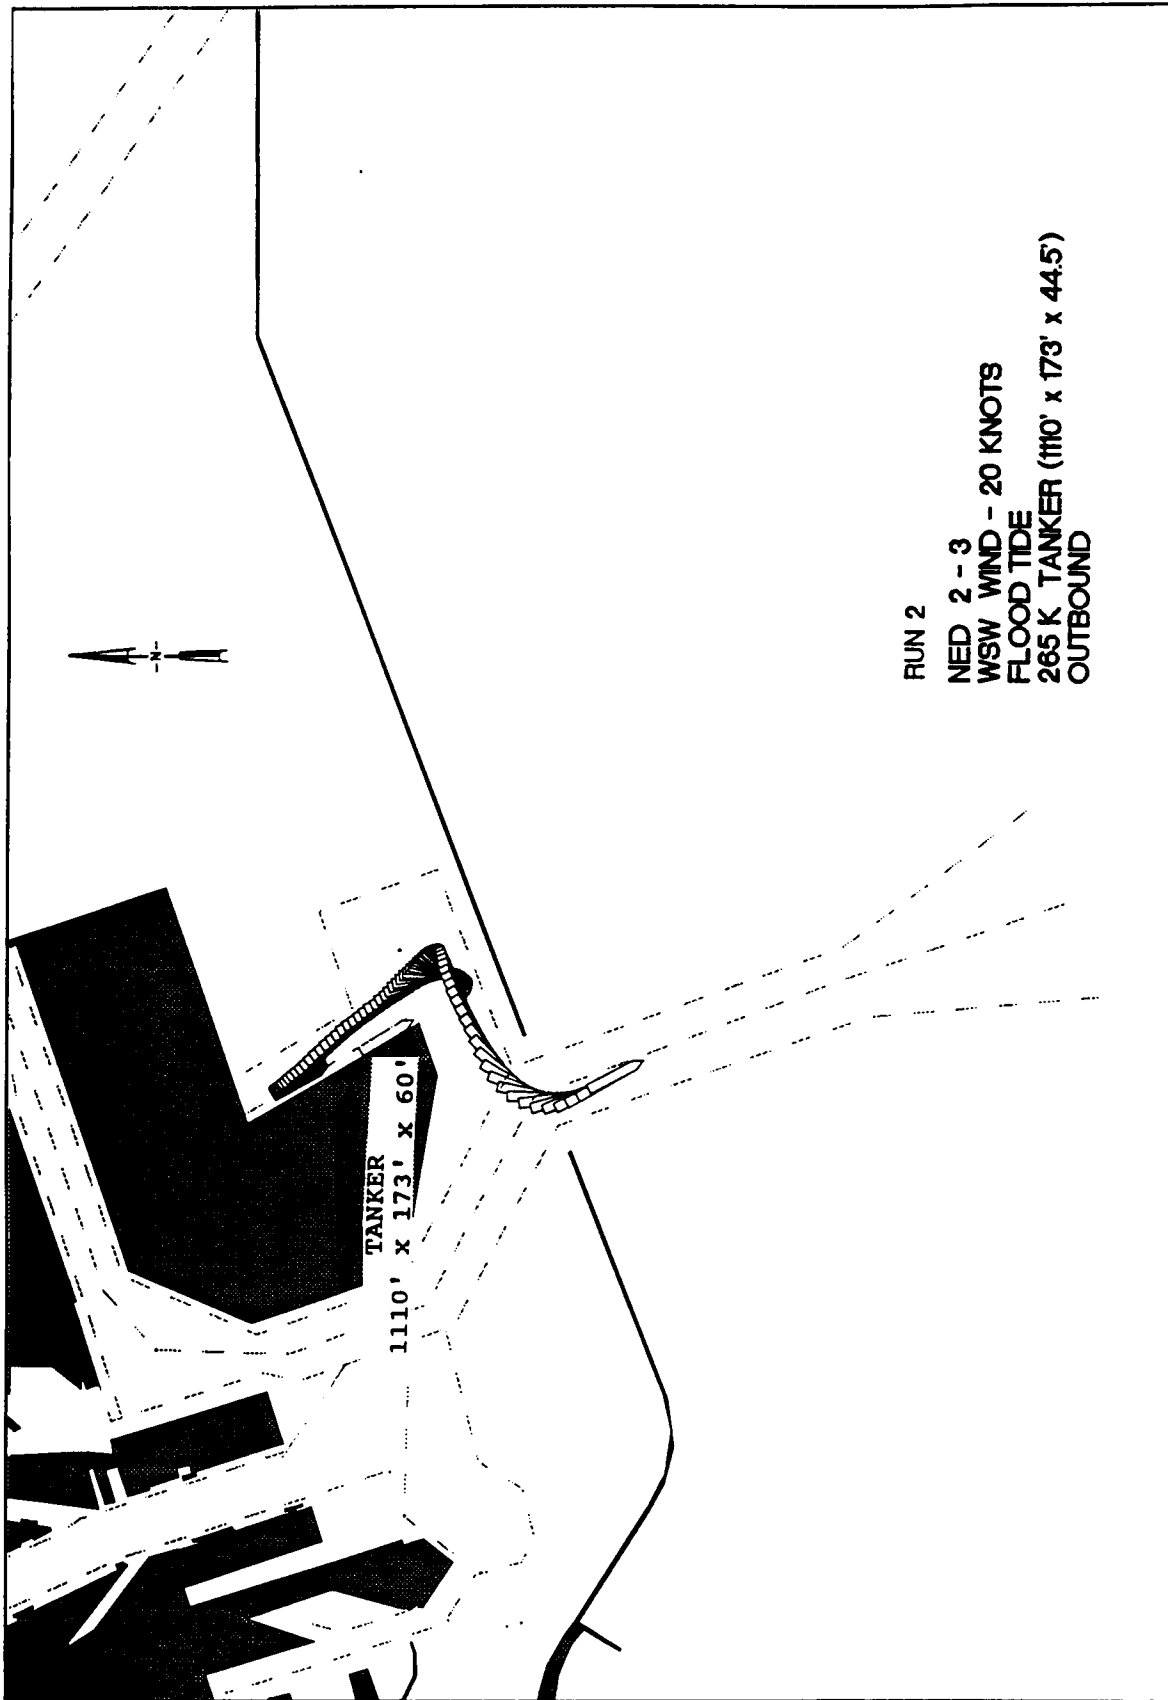 -N-
TANKER
1110' x 173' x 60'
RUN 2
NED 2 - 3
WSW WIND - 20 KNOTS
FLOOD TIDE
265 K TANKER (1110' x 173' x 44.5')
OUTBOUND